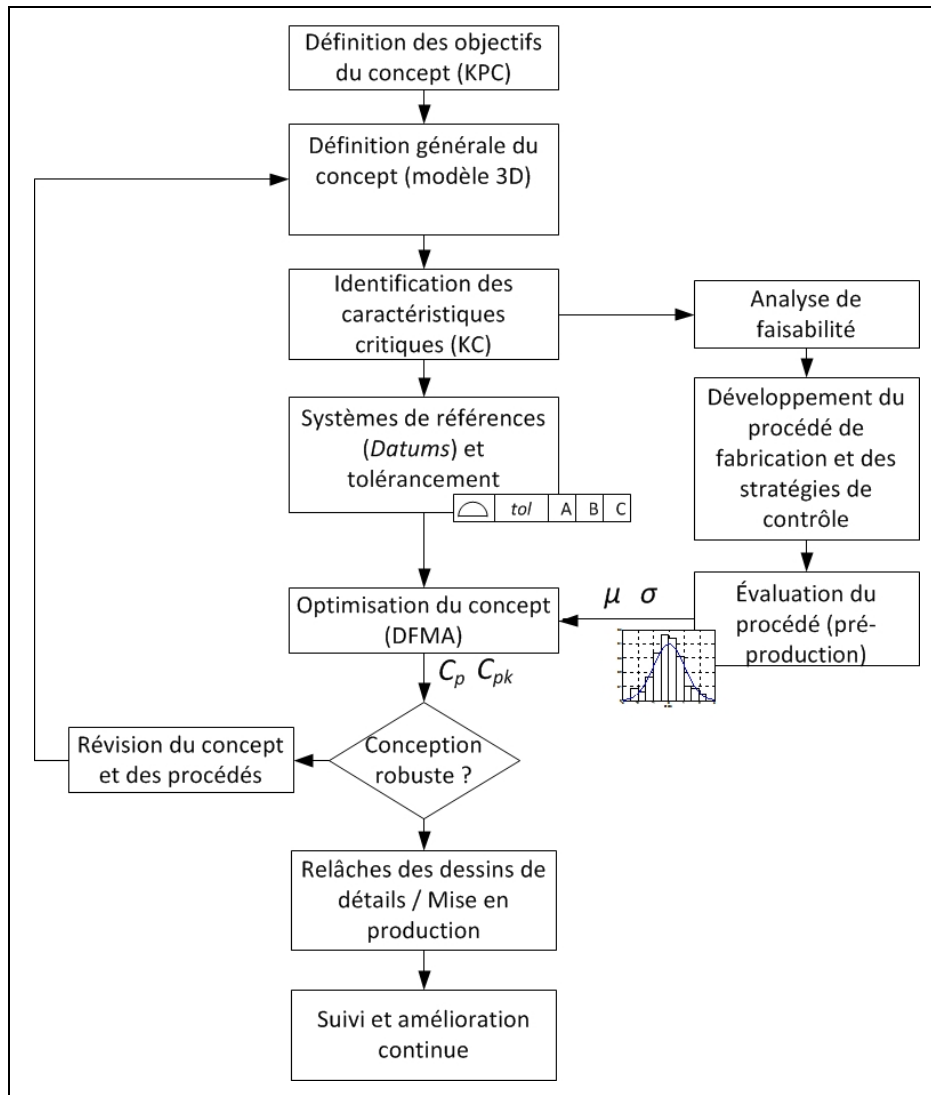 Définition des objectifs
du concept (KPC)
Définition générale du
concept (modèle 3D)
Identification des
caractéristiques
critiques (KC)
Analyse de
faisabilité
Systèmes de références
(Datums) et
tolérancement
tol A B C
Développement du
procédé de
fabrication et des
stratégies de
contrôle
Optimisation du concept
(DFMA)
μ σ
Évaluation du
procédé (pré-
production)
Cp Cpk
Révision du concept
et des procédés
Conception
robuste ?
Relâches des dessins de
détails / Mise en
production
Suivi et amélioration
continue